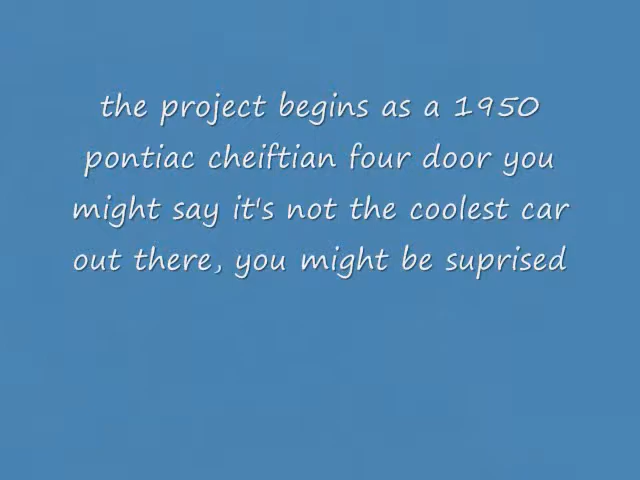 the project begins as a 1950
pontiac cheiftian four door you
might say it's not the coolest car
out there, you might be suprised